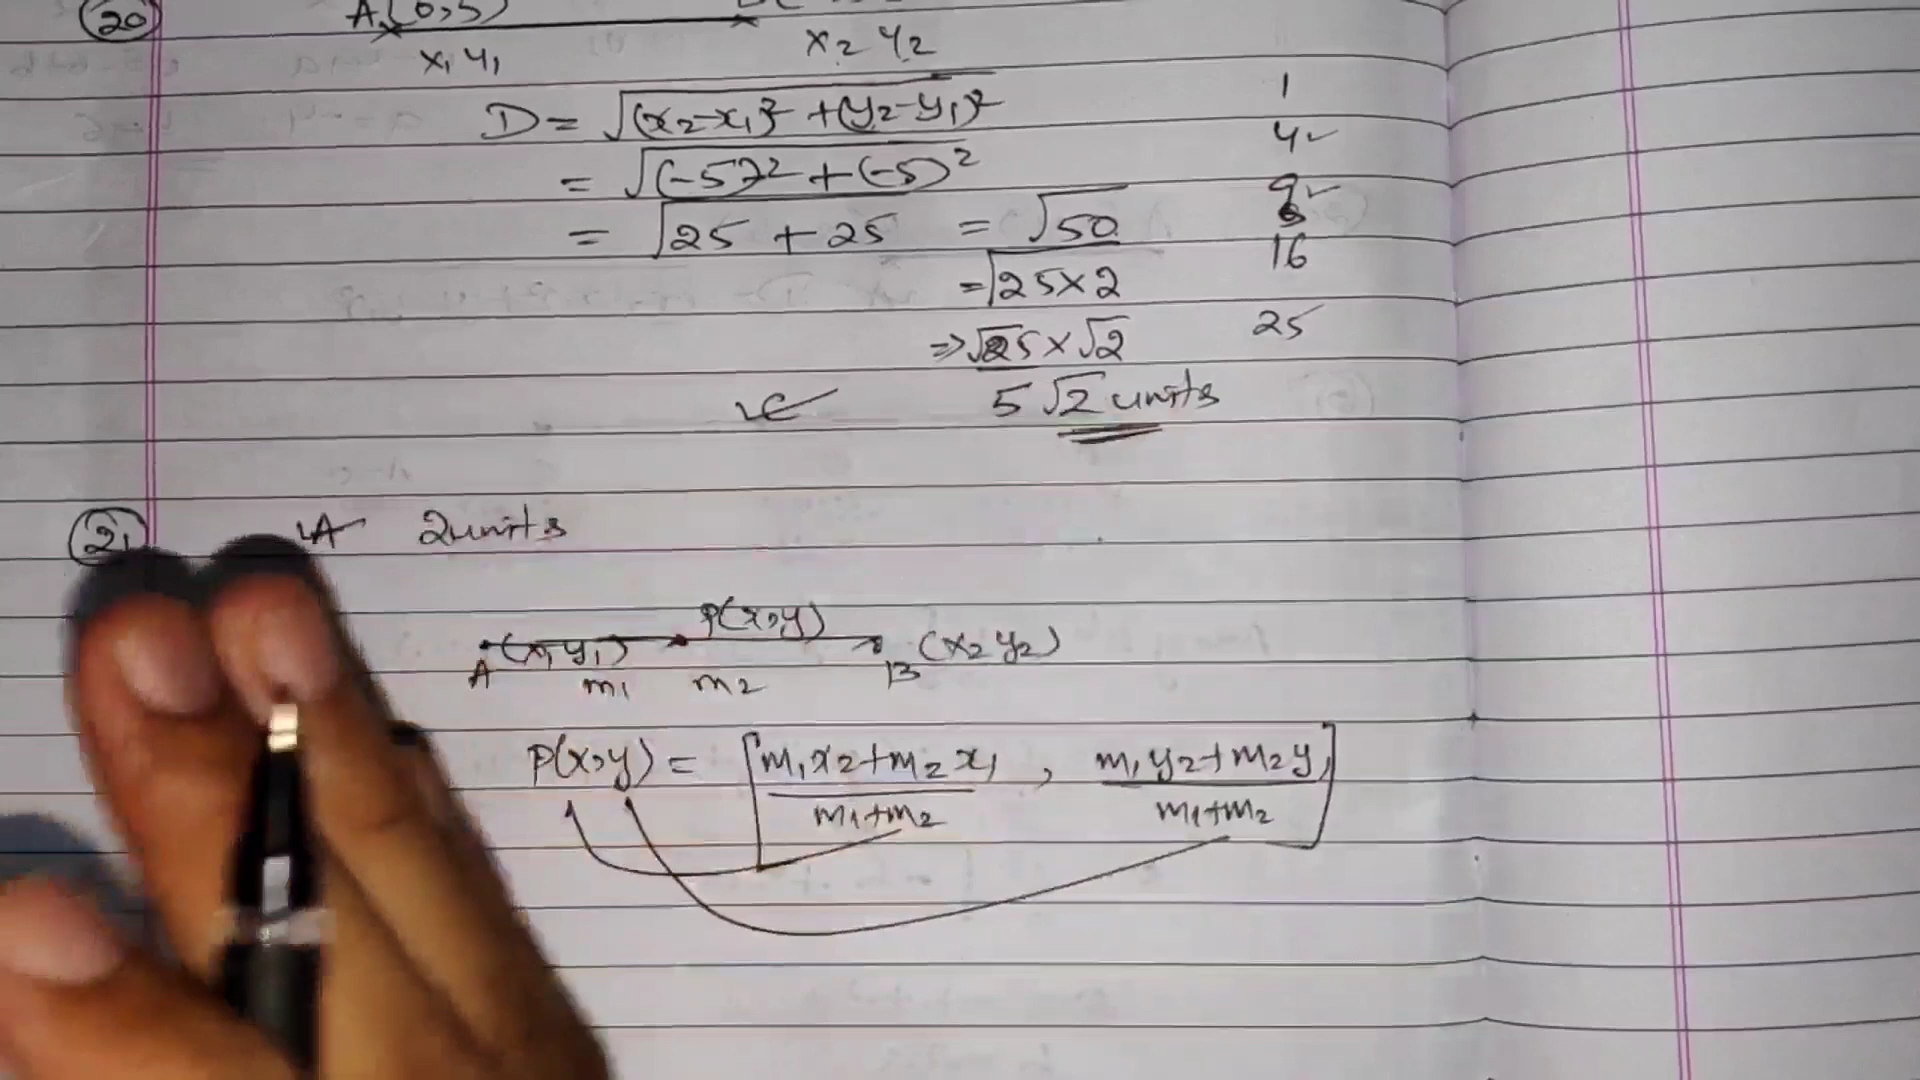 20 A(0,5)
x1 y1 x2 y2
D = √(x2-x1)² + (y2-y1)² 1
= √(-5)² + (-5)² 4
= √25 + 25 = √50 9
= √25×2 16
⇒ √25 × √2 25
C 5√2 units
21 A 2 units
P(x,y)
(x1 y1) (x2 y2)
A m1 m2 B
P(x,y) = [m1x2+m2x1 / m1+m2 , m1y2+m2y1 / m1+m2]